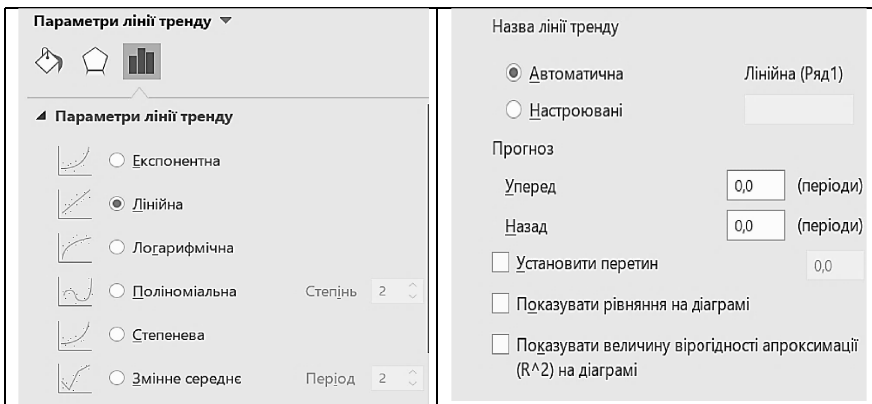 Параметри лінії тренду
Параметри лінії тренду
Експонентна
Лінійна
Логарифмічна
Поліноміальна Степінь 2
Степенева
Змінне середнє Період 2
Назва лінії тренду
Автоматична Лінійна (Ряд1)
Настроювані
Прогноз
Уперед 0,0 (періоди)
Назад 0,0 (періоди)
Установити перетин 0,0
Показувати рівняння на діаграмі
Показувати величину вірогідності апроксимації
(R^2) на діаграмі